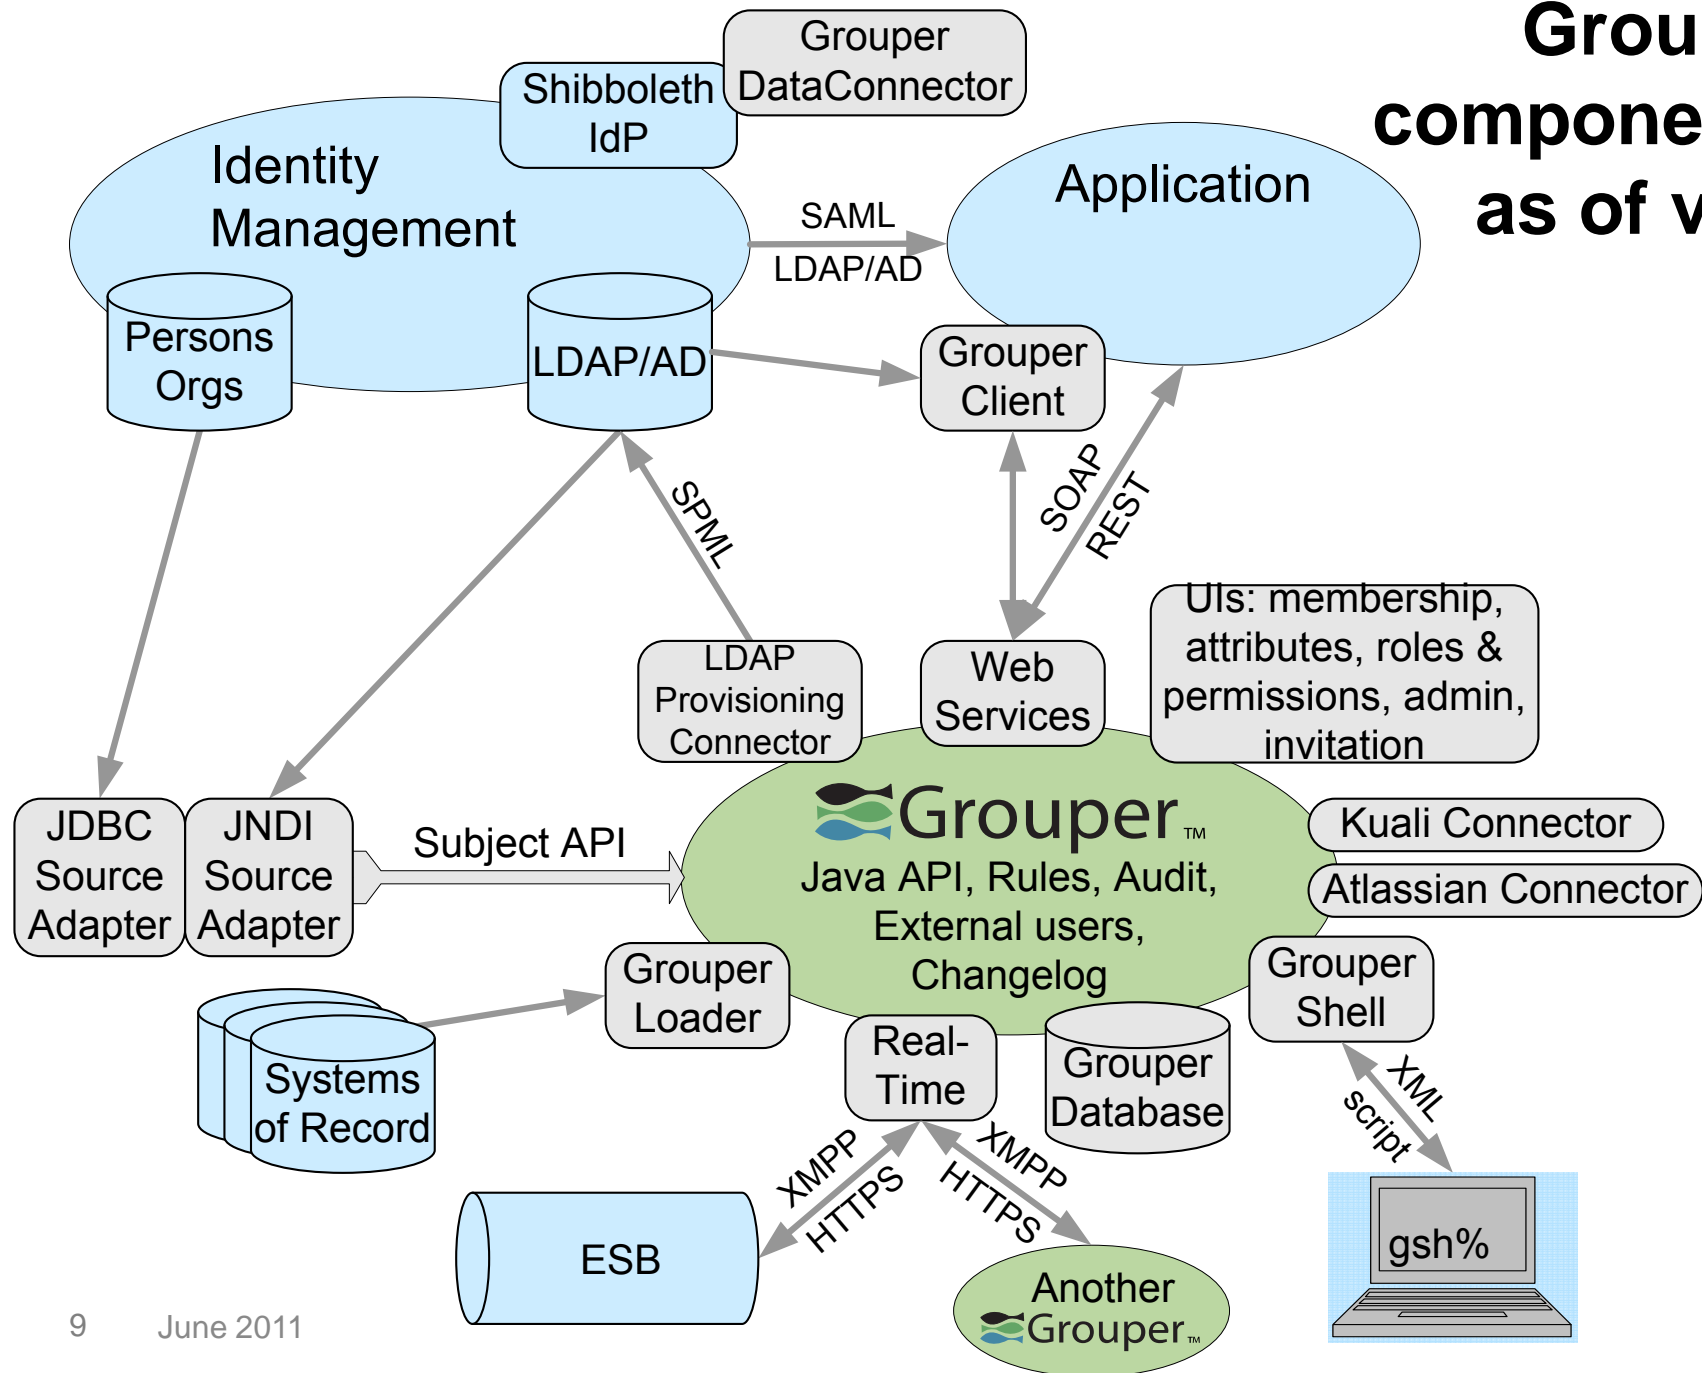 Grouper
DataConnector
Shibboleth
IdP
Grou
compone
as of v
Identity
Management
Application
SAML
LDAP/AD
Persons
Orgs
LDAP/AD
Grouper
Client
SPML
SOAP
REST
LDAP
Provisioning
Connector
Web
Services
UIs: membership,
attributes, roles &
permissions, admin,
invitation
JDBC
Source
Adapter
JNDI
Source
Adapter
Subject API
Grouper™
Java API, Rules, Audit,
External users,
Changelog
Kuali Connector
Atlassian Connector
Grouper
Loader
Grouper
Shell
Real-
Time
Grouper
Database
Systems
of Record
XML
script
XMPP
HTTPS
XMPP
HTTPS
ESB
gsh%
Another
Grouper™
9 June 2011